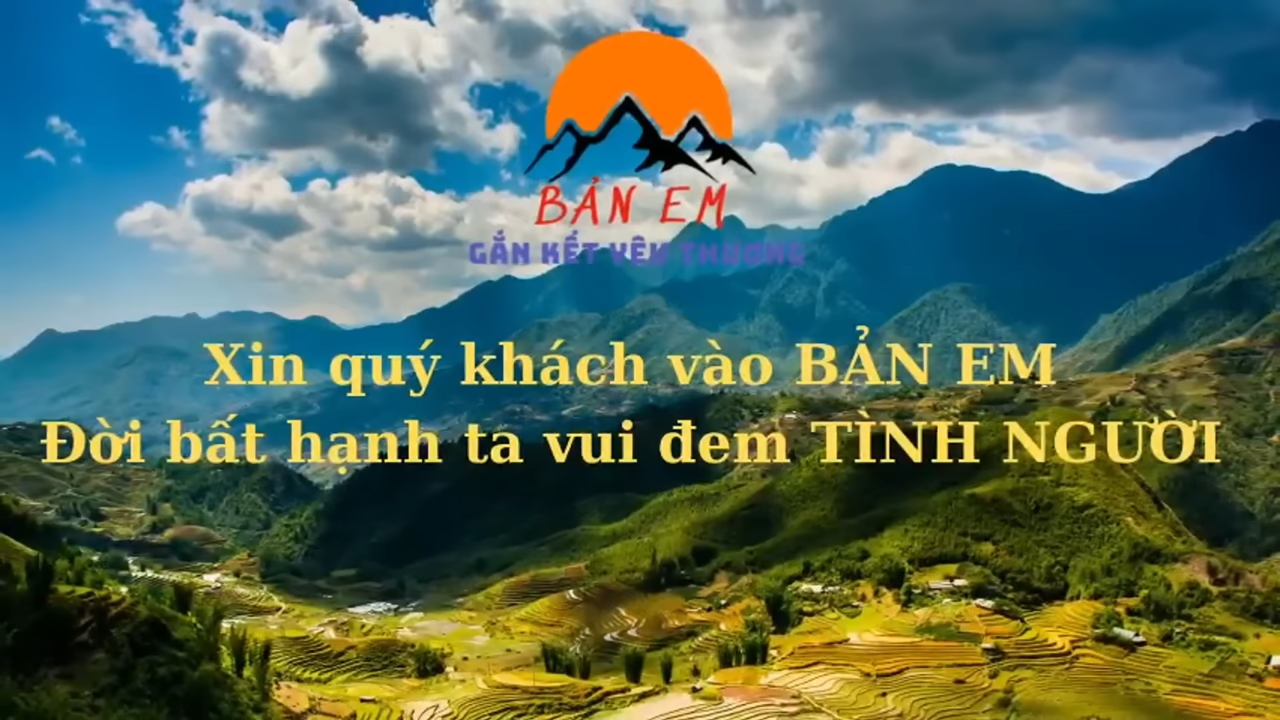 BẢN EM
GẮN KẾT YÊU THƯƠNG
Xin quý khách vào BẢN EM
Đời bất hạnh ta vui đem TÌNH NGƯỜI